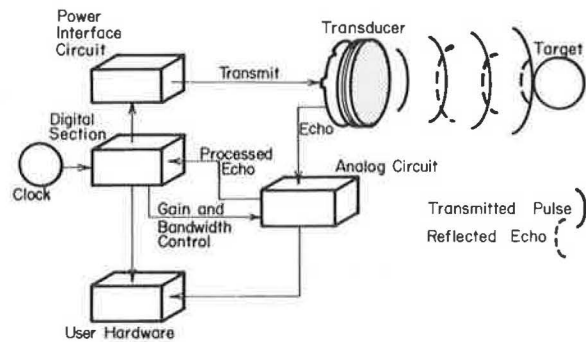 Power
Interface
Circuit
Transducer
Target
Transmit
Digital
Section
Echo
Processed
Echo
Analog Circuit
Clock
Gain and
Bandwidth
Control
Transmitted Pulse
Reflected Echo
User Hardware